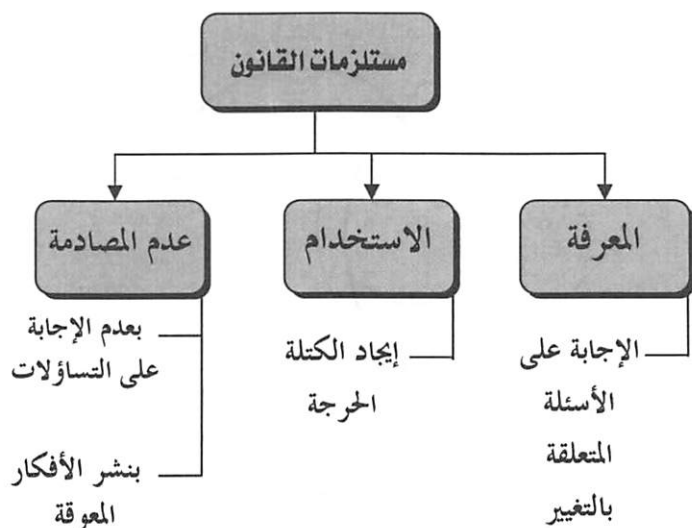 مستلزمات القانون
المعرفة
الاستخدام
عدم المصادمة
الإجابة على
الأسئلة
المتعلقة
بالتغيير
إيجاد الكتلة
الحرجة
بعدم الإجابة
على التساؤلات
بنشر الأفكار
المعوقة